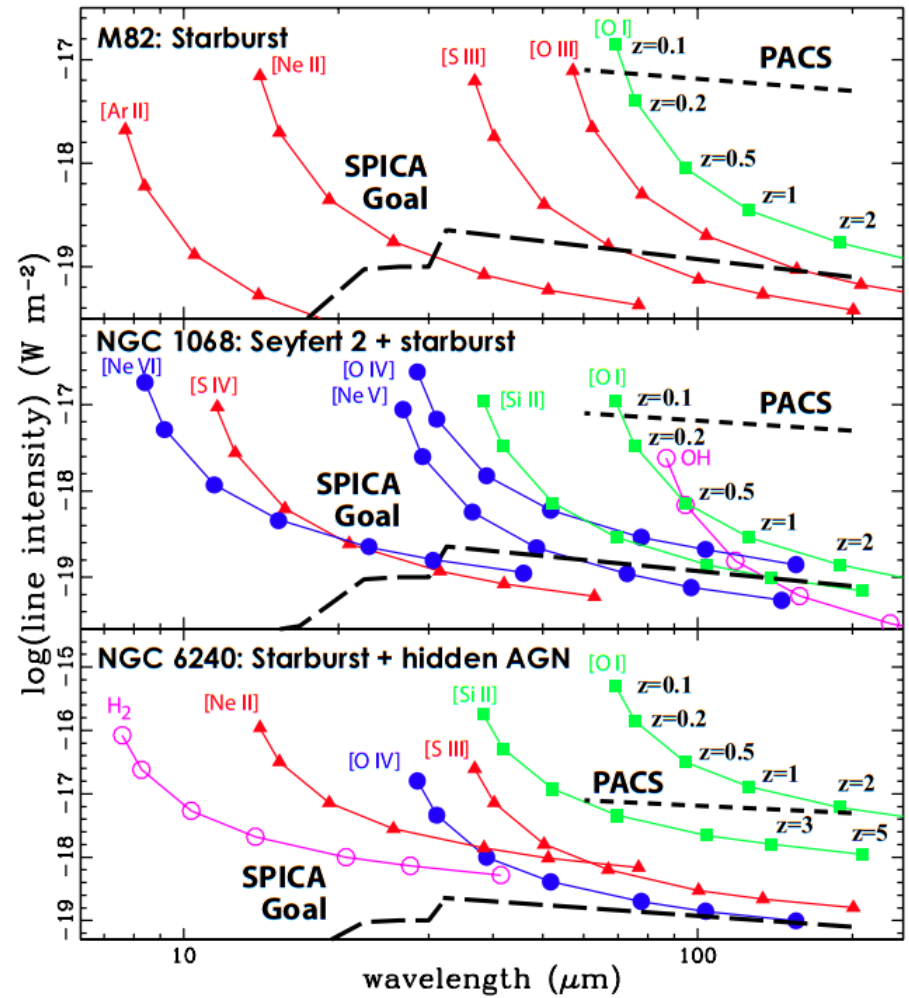 log(line intensity) (W m⁻²)
M82: Starburst
-17
-18
-19
[Ar II]
[Ne II]
[S III]
[O III]
[O I]
z=0.1
z=0.2
z=0.5
z=1
z=2
PACS
SPICA
Goal
NGC 1068: Seyfert 2 + starburst
-17
-18
-19
[Ne VI]
[S IV]
[O IV]
[Ne V]
[Si II]
[O I]
z=0.1
z=0.2
OH
z=0.5
z=1
z=2
PACS
SPICA
Goal
NGC 6240: Starburst + hidden AGN
-15
-16
-17
-18
-19
H₂
[Ne II]
[O IV]
[S III]
[Si II]
[O I]
z=0.1
z=0.2
z=0.5
z=1
z=2
z=3
z=5
PACS
SPICA
Goal
10
100
wavelength (μm)